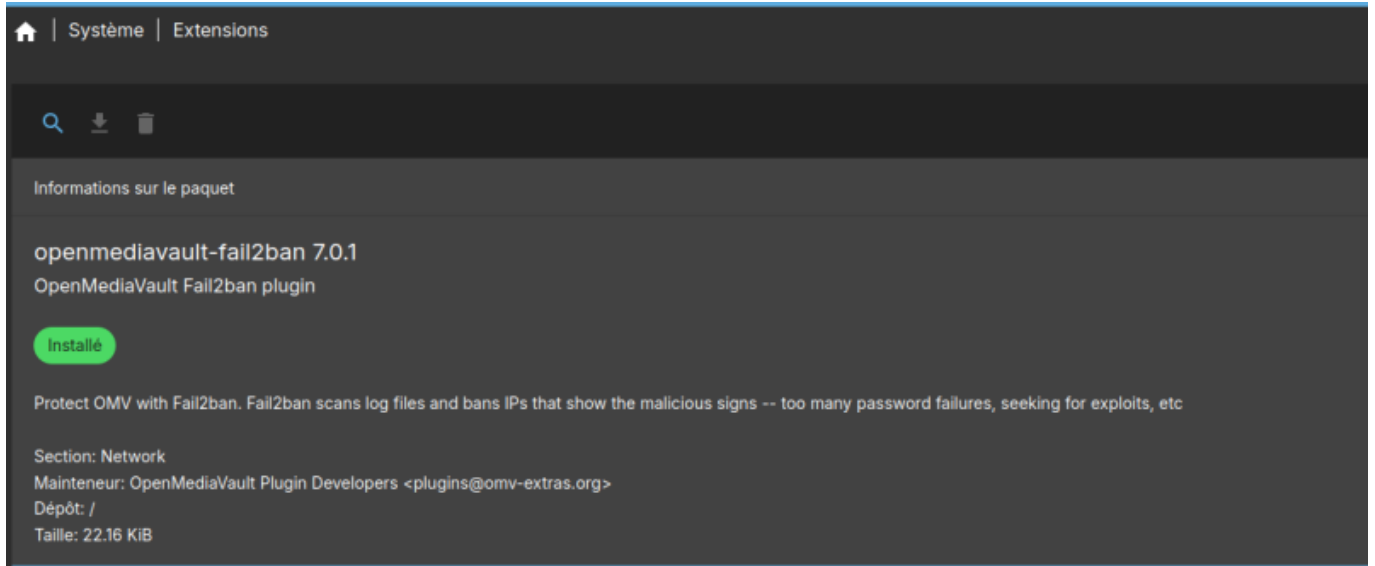 | Système | Extensions
Informations sur le paquet
openmediavault-fail2ban 7.0.1
OpenMediaVault Fail2ban plugin
Installé
Protect OMV with Fail2ban. Fail2ban scans log files and bans IPs that show the malicious signs -- too many password failures, seeking for exploits, etc
Section: Network
Mainteneur: OpenMediaVault Plugin Developers <plugins@omv-extras.org>
Dépôt: /
Taille: 22.16 KiB